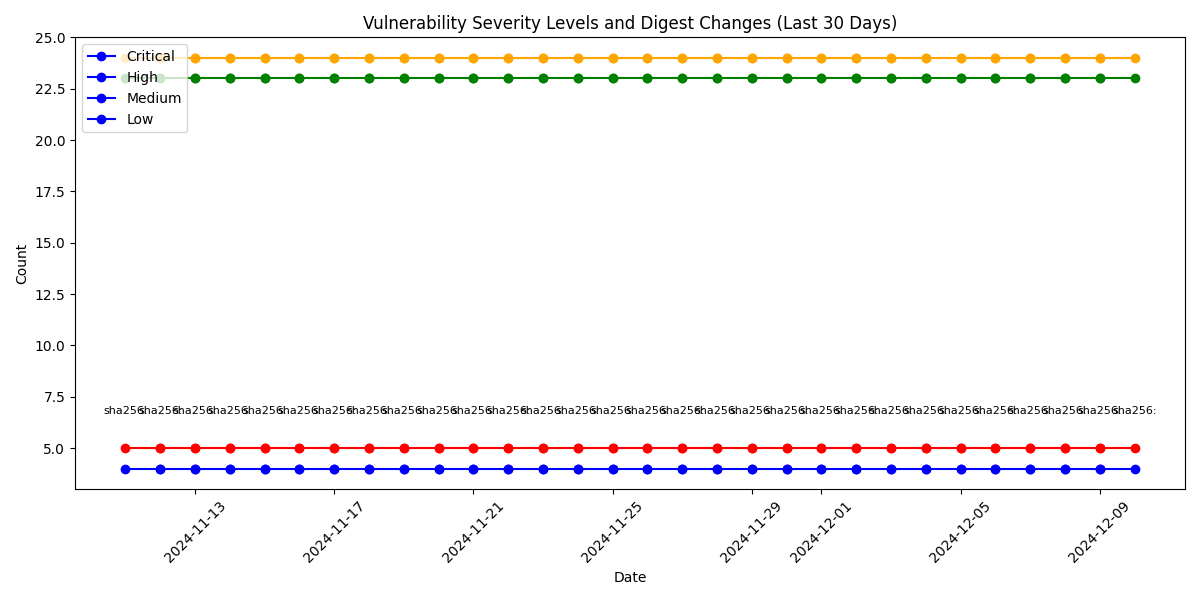 Vulnerability Severity Levels and Digest Changes (Last 30 Days)
Critical
High
Medium
Low
25.0
22.5
20.0
17.5
15.0
12.5
10.0
7.5
5.0
Count
sha256: sha256: sha256: sha256: sha256: sha256: sha256: sha256: sha256: sha256: sha256: sha256: sha256: sha256: sha256: sha256: sha256: sha256: sha256: sha256: sha256: sha256: sha256: sha256: sha256: sha256: sha256: sha256: sha256: sha256:
2024-11-13
2024-11-17
2024-11-21
2024-11-25
2024-11-29
2024-12-01
2024-12-05
2024-12-09
Date